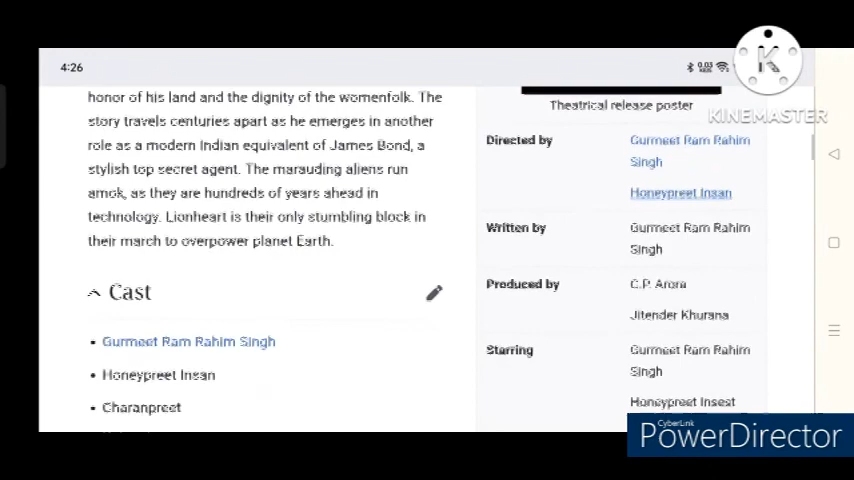 4:26
0.03
KINEMASTER
honor of his land and the dignity of the womenfolk. The
story travels centuries apart as he emerges in another
role as a modern Indian equivalent of James Bond, a
stylish top secret agent. The marauding aliens run
amok, as they are hundreds of years ahead in
technology. Lionheart is their only stumbling block in
their march to overpower planet Earth.
Cast
• Gurmeet Ram Rahim Singh
• Honeypreet Insan
• Charanpreet
Theatrical release poster
Directed by
Gurmeet Ram Rahim
Singh
Honeypreet Insan
Written by
Gurmeet Ram Rahim
Singh
Produced by
C.P. Arora
Jitender Khurana
Starring
Gurmeet Ram Rahim
Singh
Honeypreet Insest
CyberLink
PowerDirector